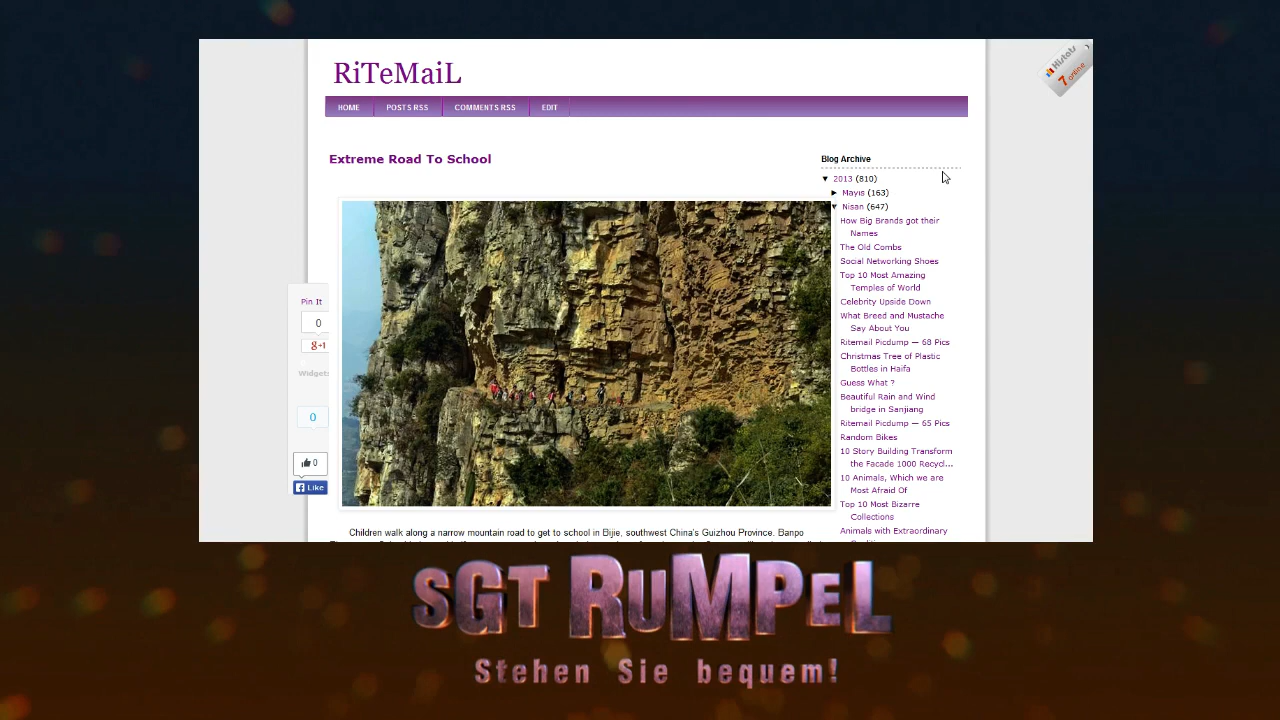 RiTeMaiL
Histats
7 online
HOME POSTS RSS COMMENTS RSS EDIT
Extreme Road To School
Pin It
0
g+1
Widgets
0
0
Like
Children walk along a narrow mountain road to get to school in Bijie, southwest China's Guizhou Province. Banpo
Blog Archive
▼ 2013 (810)
► Mayıs (163)
▼ Nisan (647)
How Big Brands got their
Names
The Old Combs
Social Networking Shoes
Top 10 Most Amazing
Temples of World
Celebrity Upside Down
What Breed and Mustache
Say About You
Ritemail Picdump — 68 Pics
Christmas Tree of Plastic
Bottles in Haifa
Guess What ?
Beautiful Rain and Wind
bridge in Sanjiang
Ritemail Picdump — 65 Pics
Random Bikes
10 Story Building Transform
the Facade 1000 Recycl...
10 Animals, Which we are
Most Afraid Of
Top 10 Most Bizarre
Collections
Animals with Extraordinary
SGT RUMPEL
Stehen Sie bequem!